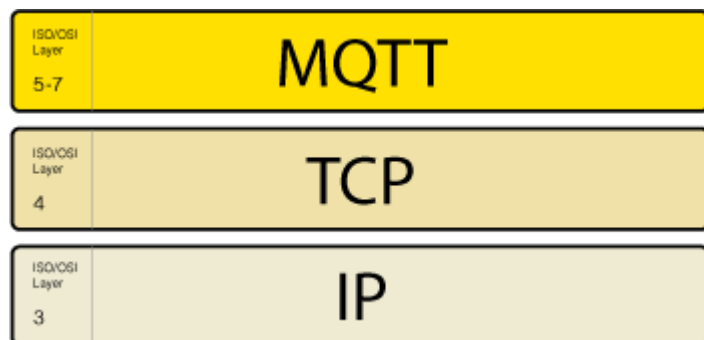 ISO/OSI
Layer
5-7
MQTT
ISO/OSI
Layer
4
TCP
ISO/OSI
Layer
3
IP